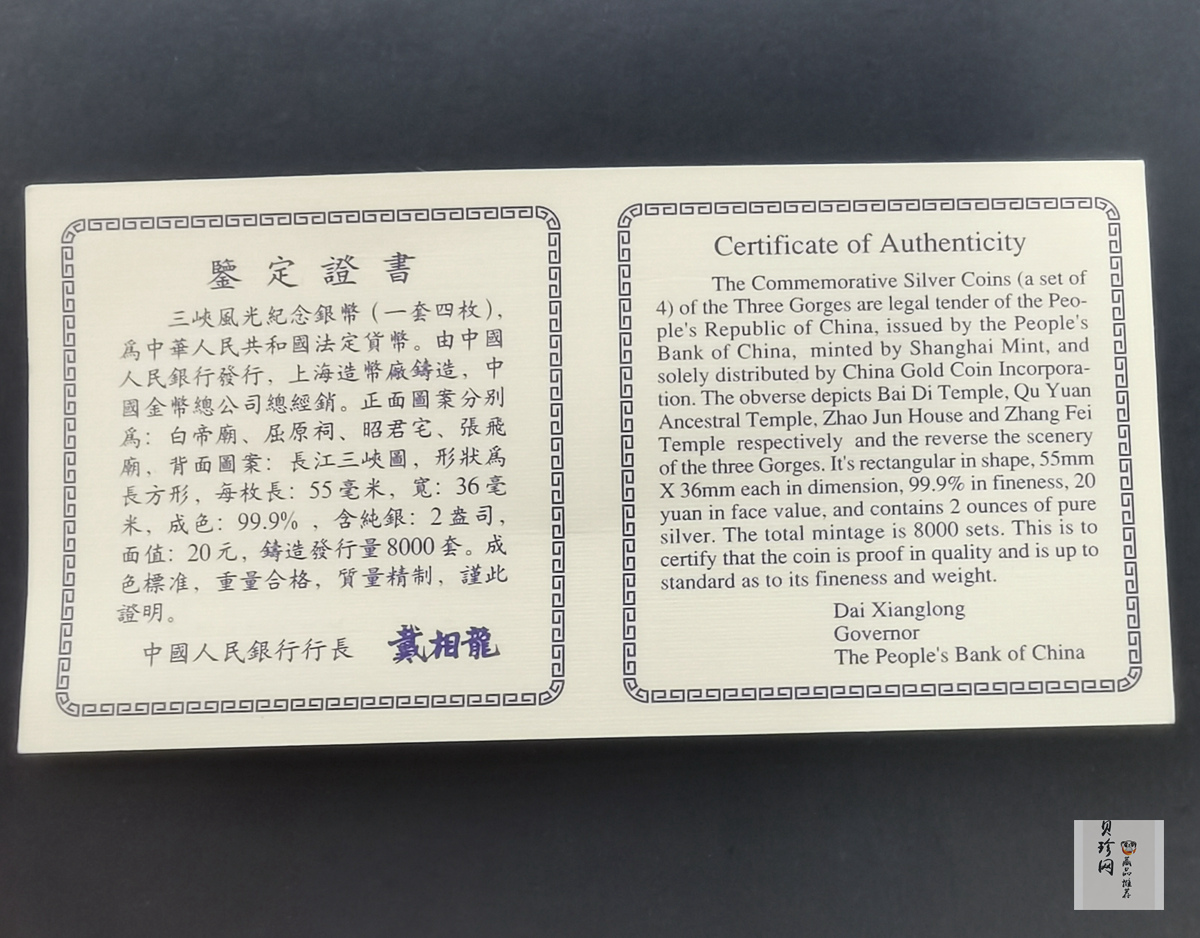 鑒定證書
三峽風光紀念銀幣（一套四枚），
爲中華人民共和國法定貨幣。由中國
人民銀行發行，上海造幣廠鑄造，中
國金幣總公司總經銷。正面圖案分别
爲：白帝廟、屈原祠、昭君宅、張飛
廟，背面圖案：長江三峽圖，形狀爲
長方形，每枚長：55毫米，寬：36毫
米，成色：99.9%，含純銀：2盎司，
面值：20元，鑄造發行量8000套。成
色標准，重量合格，質量精制，謹此
證明。
中國人民銀行行長 戴相龍
Certificate of Authenticity
The Commemorative Silver Coins (a set of
4) of the Three Gorges are legal tender of the Peo-
ple's Republic of China, issued by the People's
Bank of China, minted by Shanghai Mint, and
solely distributed by China Gold Coin Incorpora-
tion. The obverse depicts Bai Di Temple, Qu Yuan
Ancestral Temple, Zhao Jun House and Zhang Fei
Temple respectively and the reverse the scenery
of the three Gorges. It's rectangular in shape, 55mm
X 36mm each in dimension, 99.9% in fineness, 20
yuan in face value, and contains 2 ounces of pure
silver. The total mintage is 8000 sets. This is to
certify that the coin is proof in quality and is up to
standard as to its fineness and weight.
Dai Xianglong
Governor
The People's Bank of China
贝珍网
藏品推荐